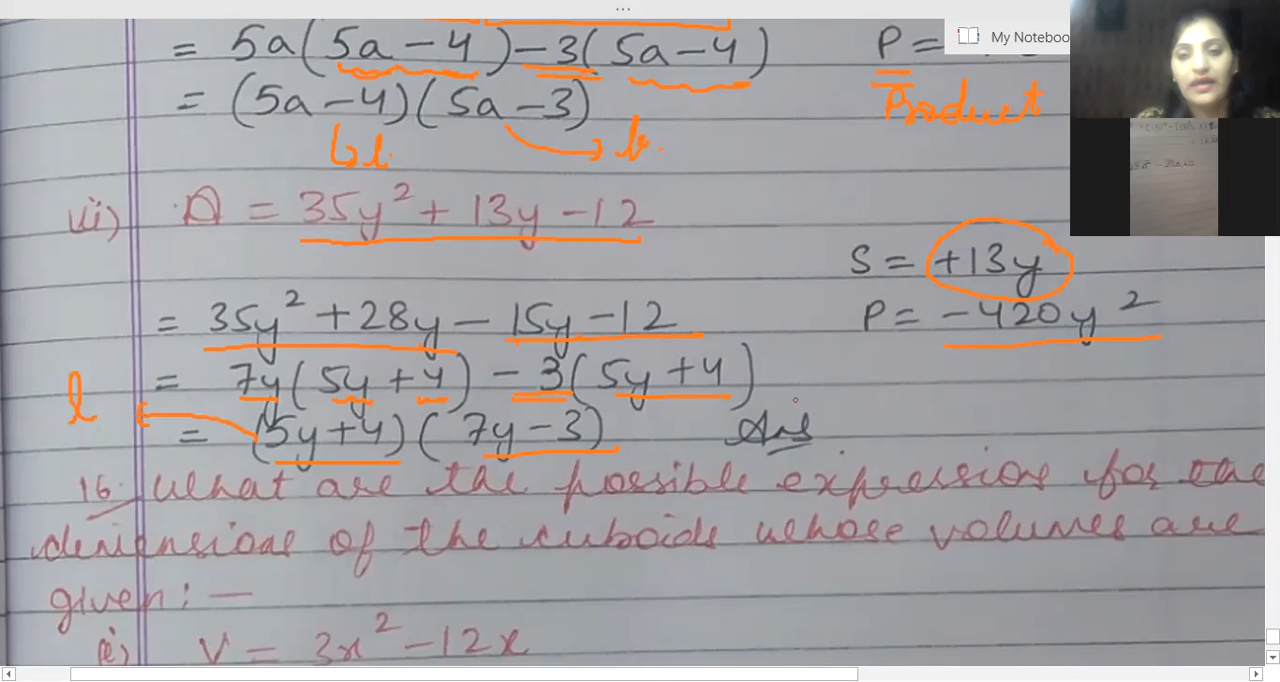 ...
= 5a(5a-4)-3(5a-4)
P =
My Noteboo
= (5a-4)(5a-3)
Product
l.
b.
ii) A = 35y² + 13y - 12
S = +13y
= 35y² + 28y - 15y - 12
P = -420y²
l
= 7y(5y+4) - 3(5y+4)
= (5y+4)(7y-3) Ans
16. What are the possible expressions for the
dimensions of the cuboids whose volumes are
given:-
(i) V = 3x² - 12x